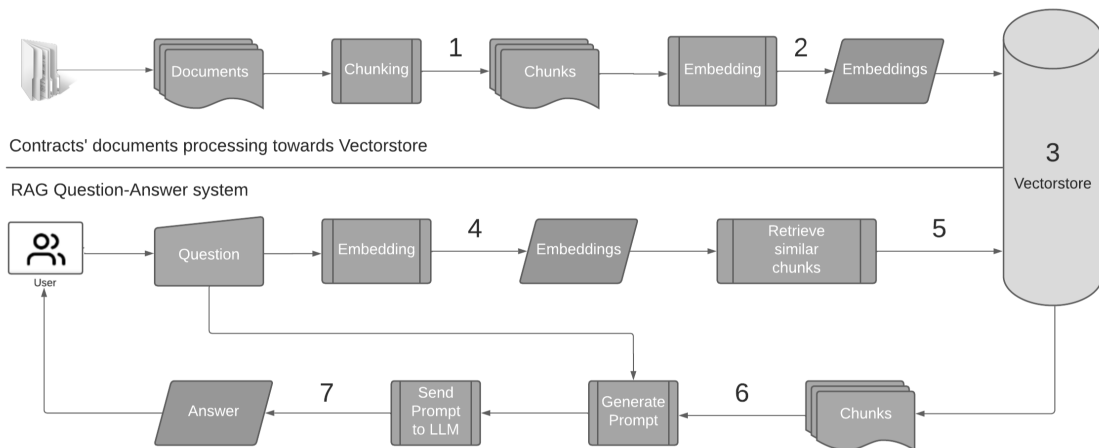 1
2
Documents
Chunking
Chunks
Embedding
Embeddings
Contracts' documents processing towards Vectorstore
3
Vectorstore
RAG Question-Answer system
4
5
User
Question
Embedding
Embeddings
Retrieve
similar
chunks
7
6
Answer
Send
Prompt
to LLM
Generate
Prompt
Chunks